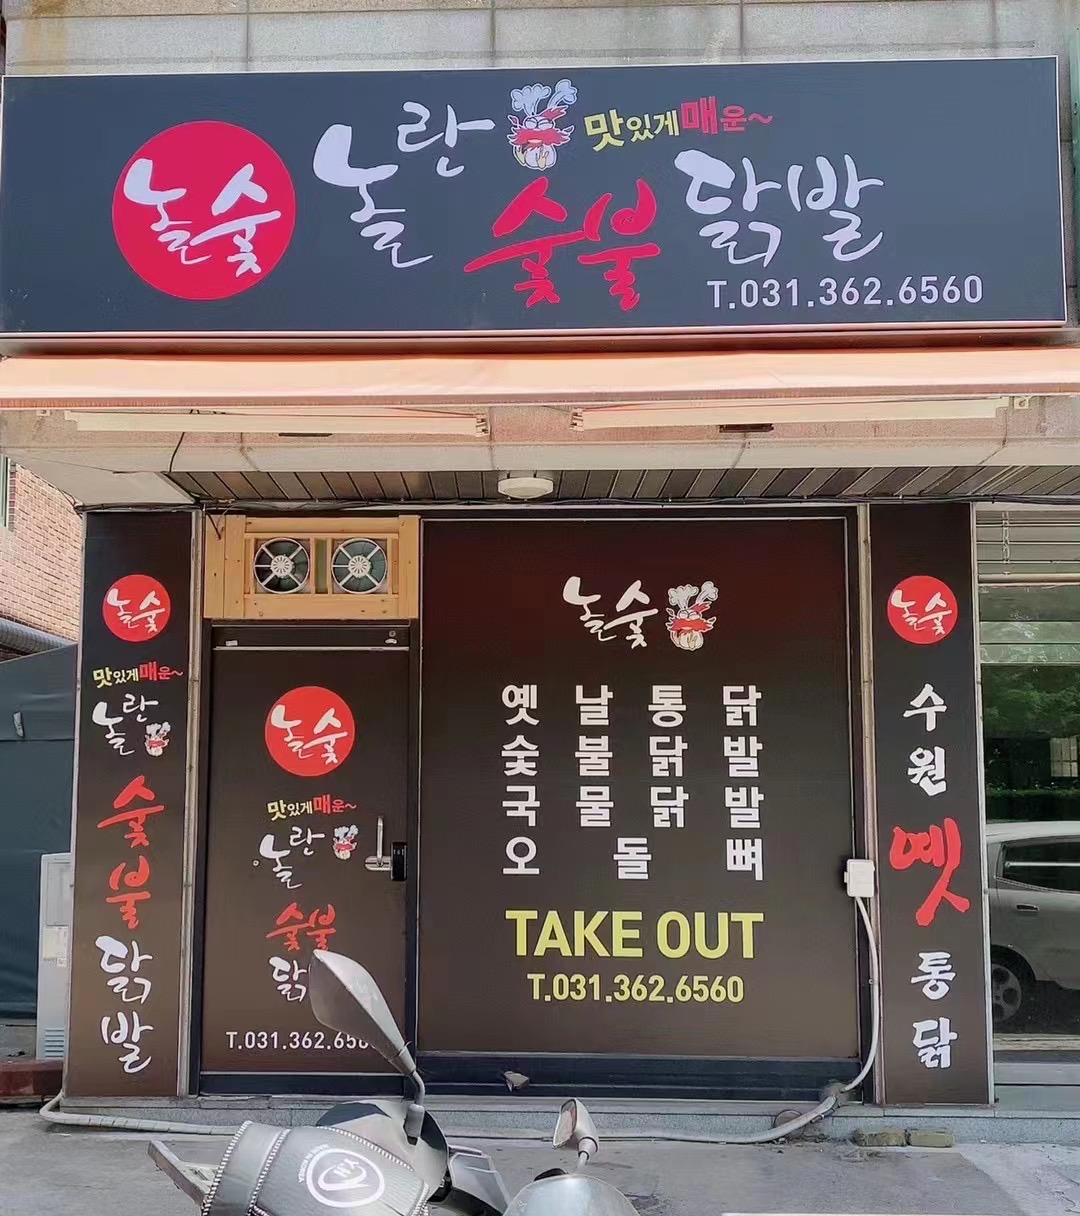 놀숯
놀란
맛있게매운~
숯불
닭발
T.031.362.6560
놀숯
맛있게매운~
놀란
숯불
닭발
놀숯
맛있게매운~
놀란
숯불
닭
T.031.362.656
놀숯
옛날통닭
숯불닭발
국물닭발
오돌뼈
TAKE OUT
T.031.362.6560
놀숯
수원
옛
통닭